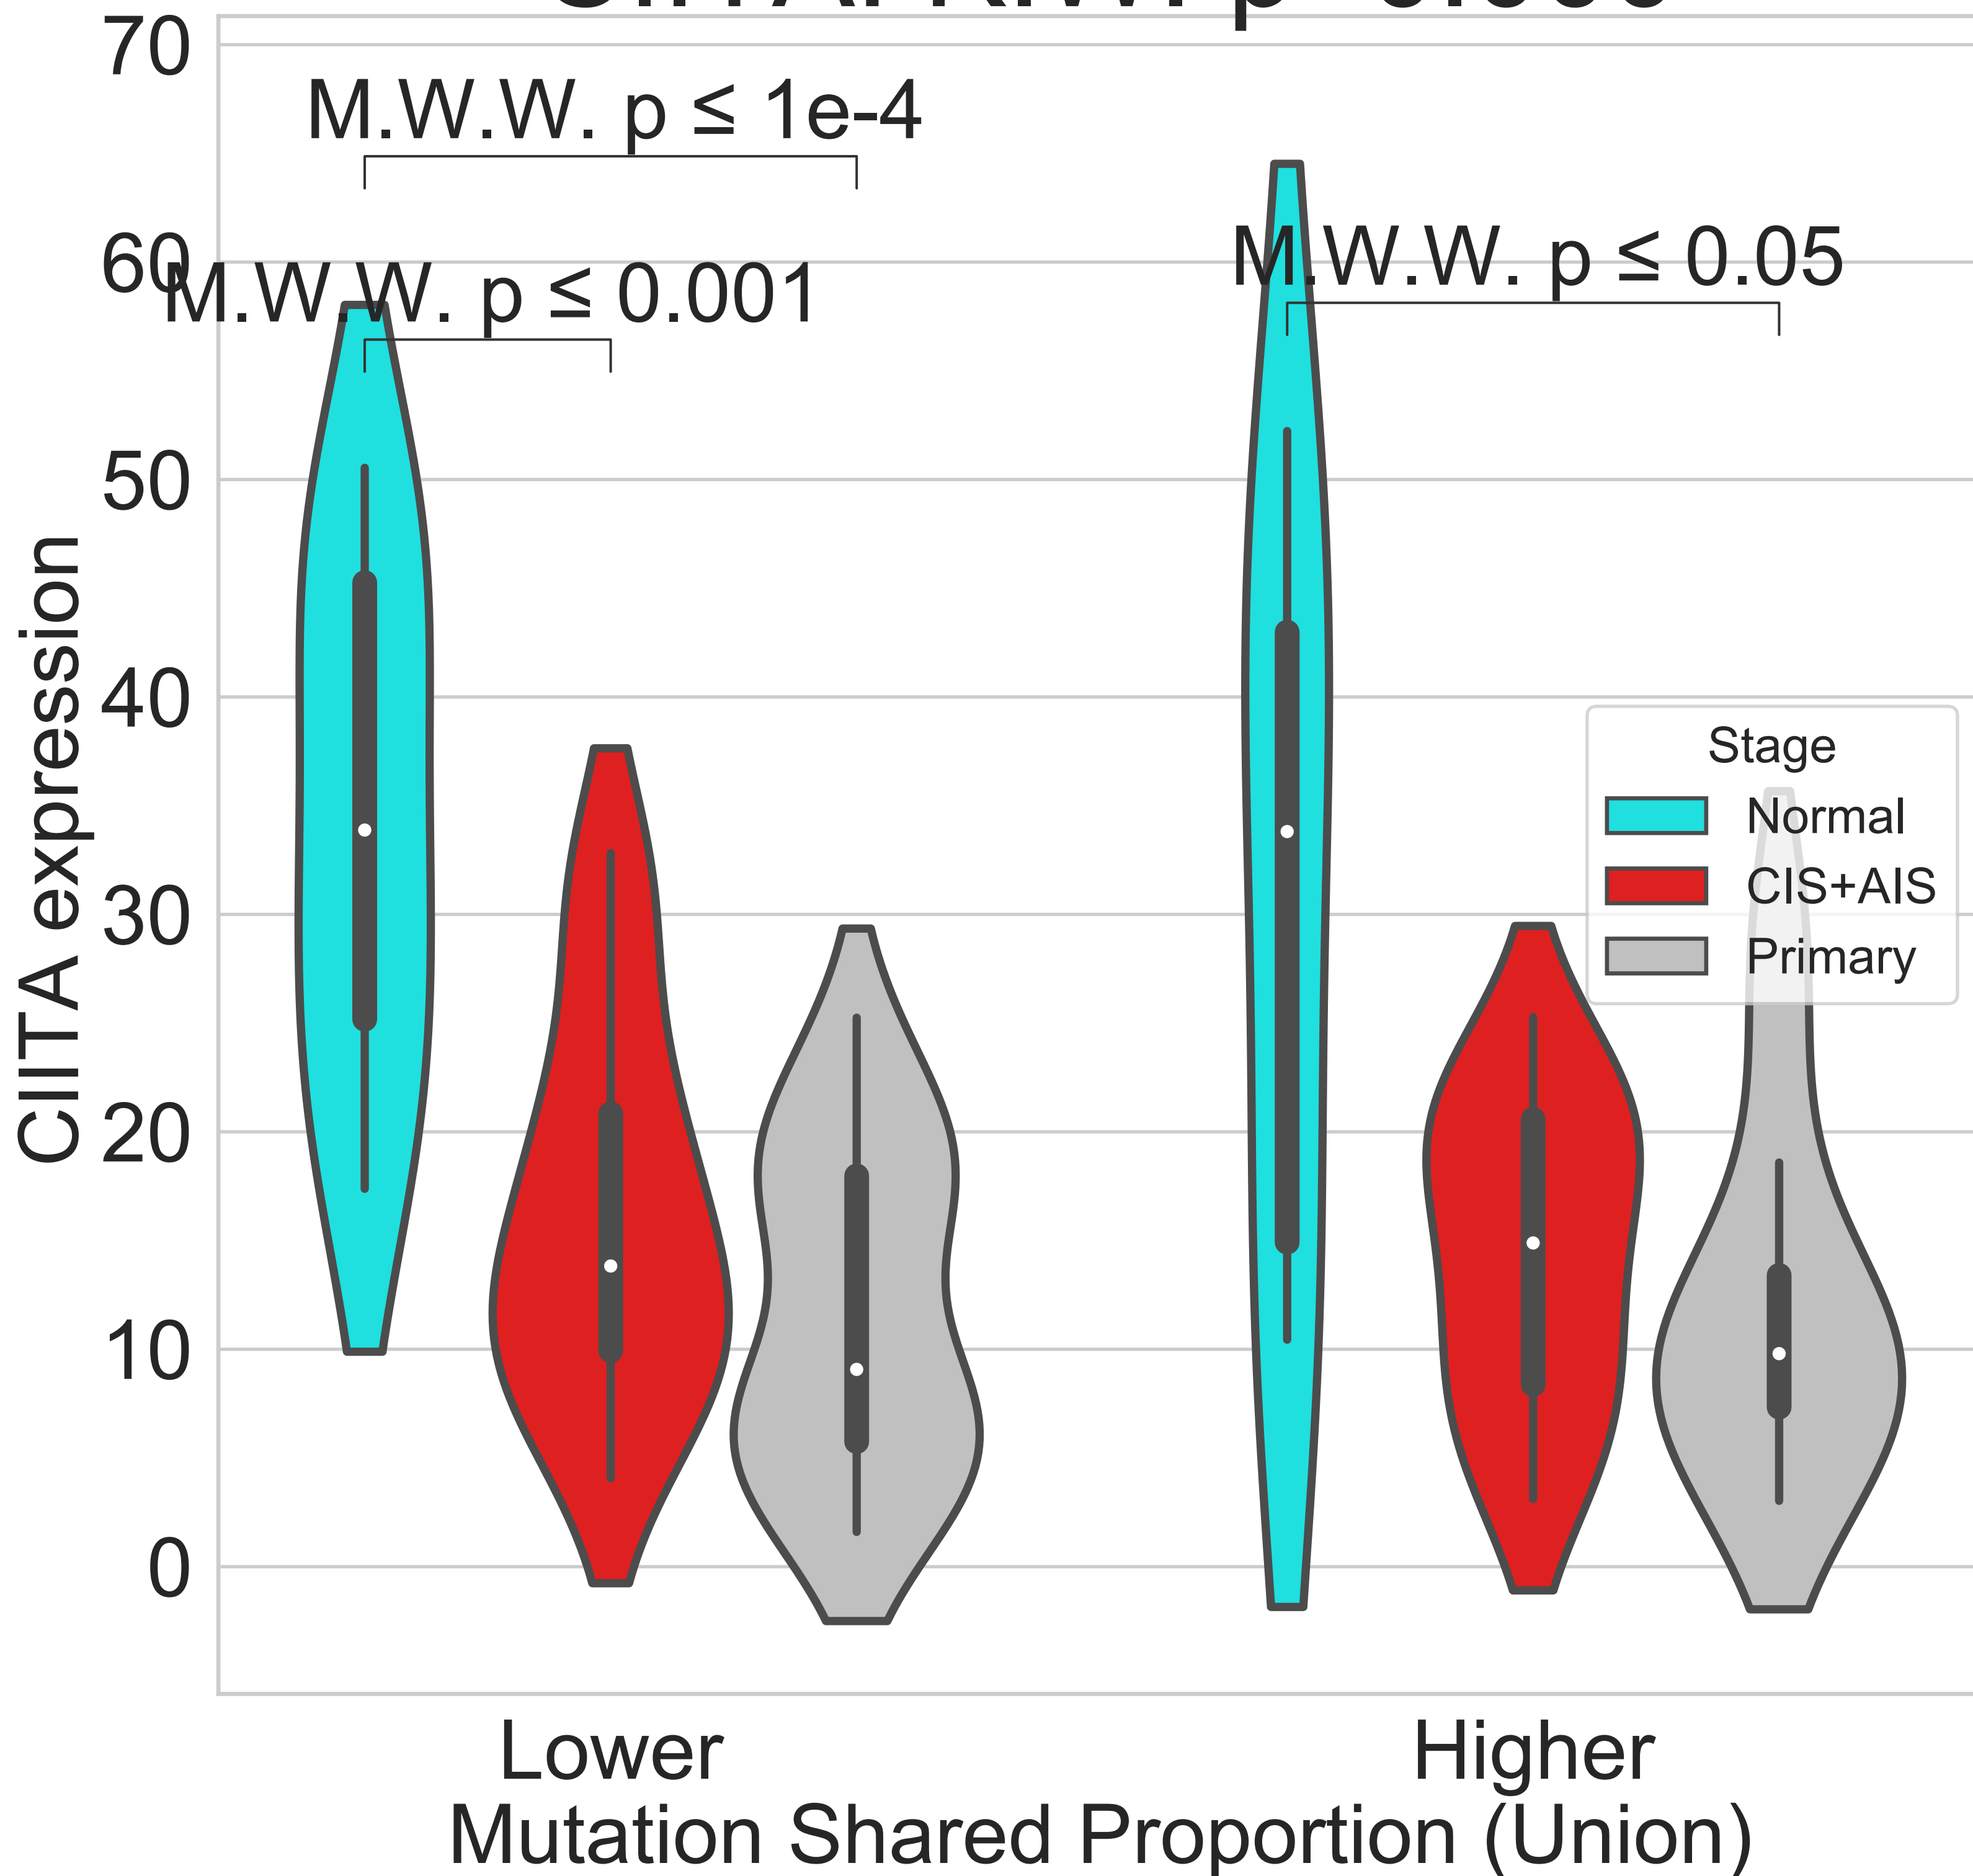 70
M.W.W. p ≤ 1e-4
60
M.W.W. p ≤ 0.05
M.W.W. p ≤ 0.001
50
40
30
20
10
0
CIITA expression
Stage
Normal
CIS+AIS
Primary
Lower
Higher
Mutation Shared Proportion (Union)